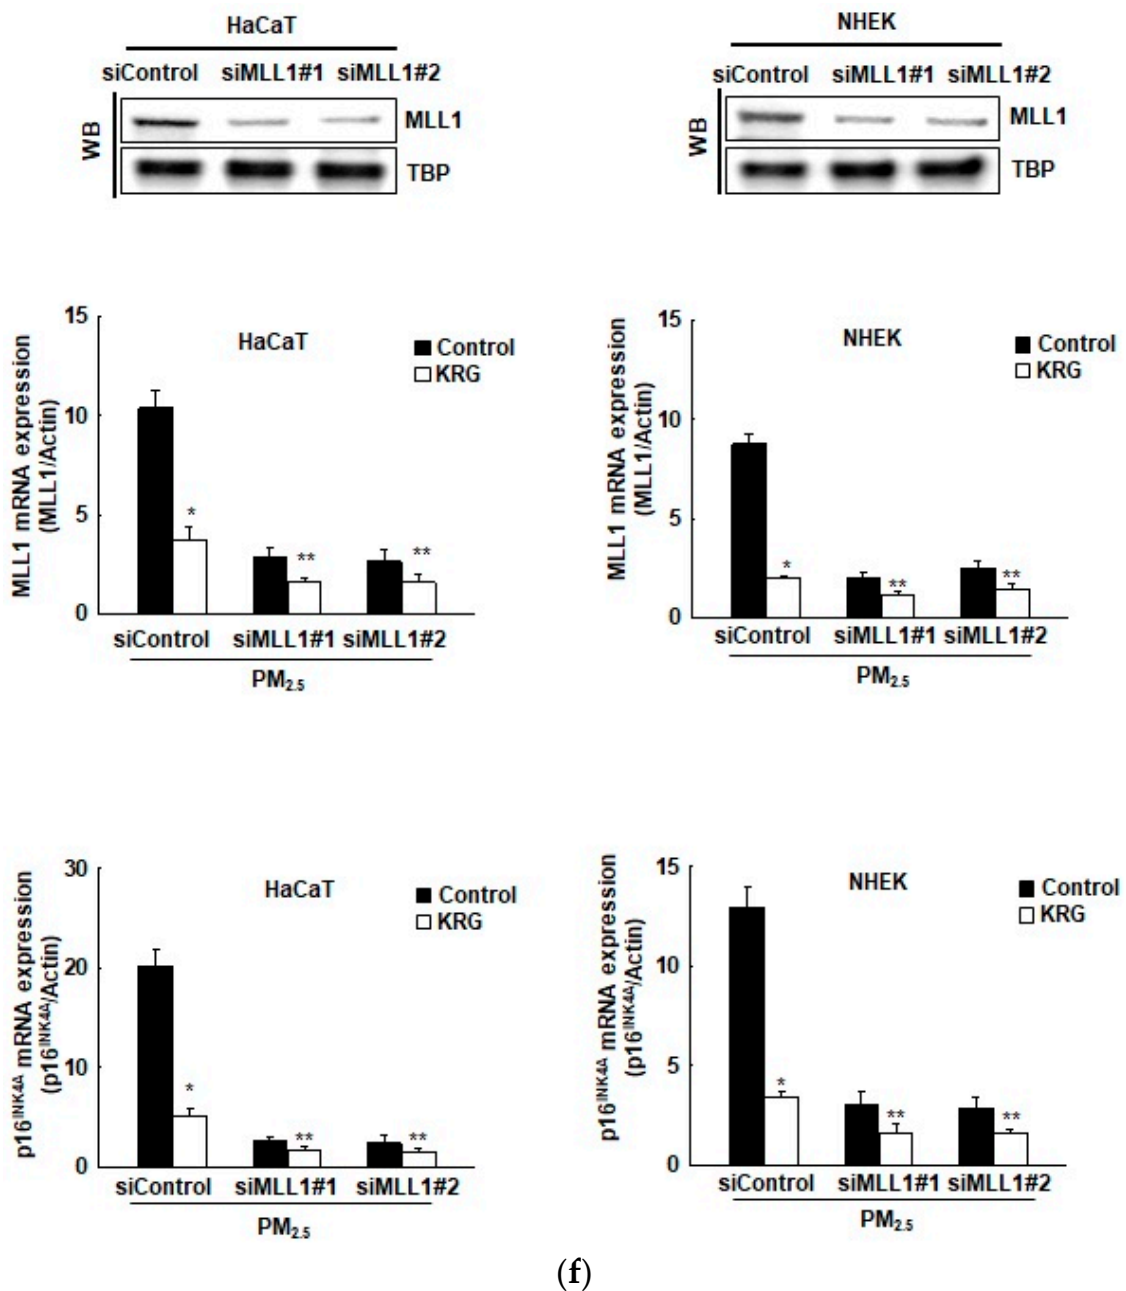 HaCaT
siControl siMLL1#1 siMLL1#2
WB
MLL1
TBP
NHEK
siControl siMLL1#1 siMLL1#2
WB
MLL1
TBP
MLL1 mRNA expression
(MLL1/Actin)
15
10
5
0
HaCaT
Control
KRG
*
**
**
siControl siMLL1#1 siMLL1#2
PM2.5
MLL1 mRNA expression
(MLL1/Actin)
15
10
5
0
NHEK
Control
KRG
*
**
**
siControl siMLL1#1 siMLL1#2
PM2.5
p16INK4A mRNA expression
(p16INK4A/Actin)
30
20
10
0
HaCaT
Control
KRG
*
**
**
siControl siMLL1#1 siMLL1#2
PM2.5
p16INK4A mRNA expression
(p16INK4A/Actin)
15
10
5
0
NHEK
Control
KRG
*
**
**
siControl siMLL1#1 siMLL1#2
PM2.5
(f)